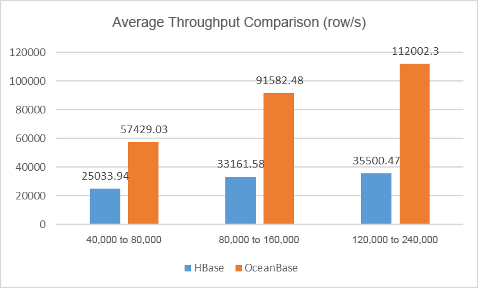 Average Throughput Comparison (row/s)
120000
100000
80000
60000
40000
20000
0
25033.94
57429.03
33161.58
91582.48
35500.47
112002.3
40,000 to 80,000
80,000 to 160,000
120,000 to 240,000
HBase
OceanBase